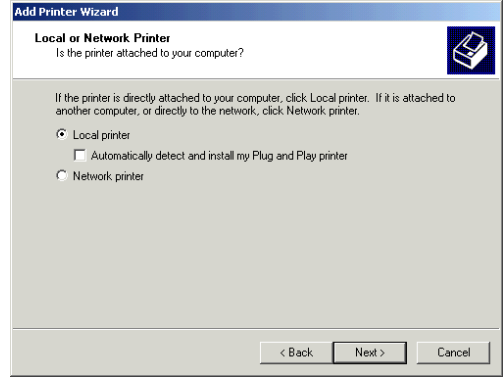 Add Printer Wizard
Local or Network Printer
Is the printer attached to your computer?
If the printer is directly attached to your computer, click Local printer.  If it is attached to
another computer, or directly to the network, click Network printer.
Local printer
Automatically detect and install my Plug and Play printer
Network printer
< Back Next > Cancel